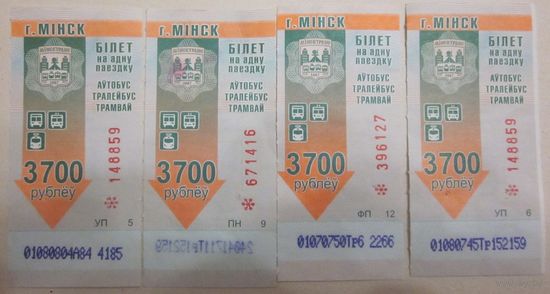 г. МІНСК
БІЛЕТ
на адну
паездку
АЎТОБУС
ТРАЛЕЙБУС
ТРАМВАЙ
148859
3700
рублёў
УП 5
01080804А84 4185
г. МІНСК
БІЛЕТ
на адну
паездку
АЎТОБУС
ТРАЛЕЙБУС
ТРАМВАЙ
671416
3700
рублёў
ПН 9
г. МІНСК
БІЛЕТ
на адну
паездку
АЎТОБУС
ТРАЛЕЙБУС
ТРАМВАЙ
396127
3700
рублёў
ФП 12
01070750Тр6 2266
г. МІНСК
БІЛЕТ
на адну
паездку
АЎТОБУС
ТРАЛЕЙБУС
ТРАМВАЙ
148859
3700
рублёў
УП 6
01080745Тр152159